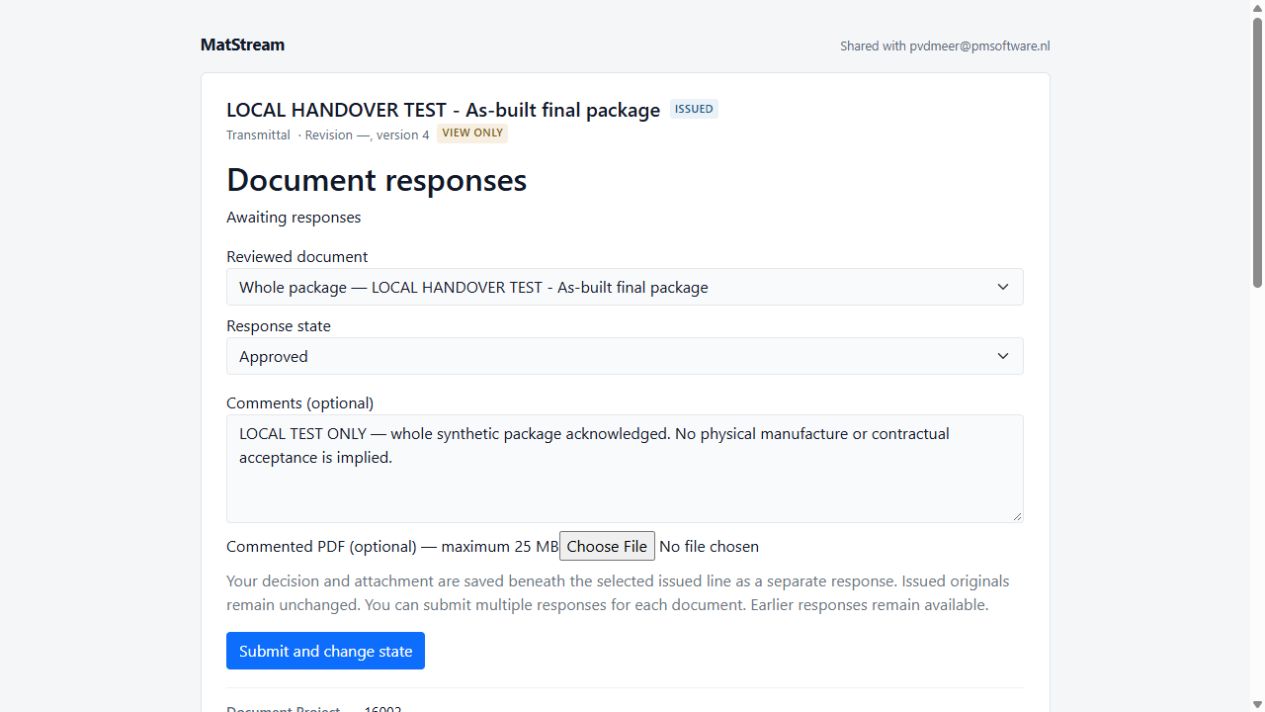 MatStream
Shared with pvdmeer@pmsoftware.nl
LOCAL HANDOVER TEST - As-built final package ISSUED
Transmittal · Revision —, version 4 VIEW ONLY
Document responses
Awaiting responses
Reviewed document
Whole package — LOCAL HANDOVER TEST - As-built final package
Response state
Approved
Comments (optional)
LOCAL TEST ONLY — whole synthetic package acknowledged. No physical manufacture or contractual
acceptance is implied.
Commented PDF (optional) — maximum 25 MB Choose File No file chosen
Your decision and attachment are saved beneath the selected issued line as a separate response. Issued originals
remain unchanged. You can submit multiple responses for each document. Earlier responses remain available.
Submit and change state
Document Project — 16002